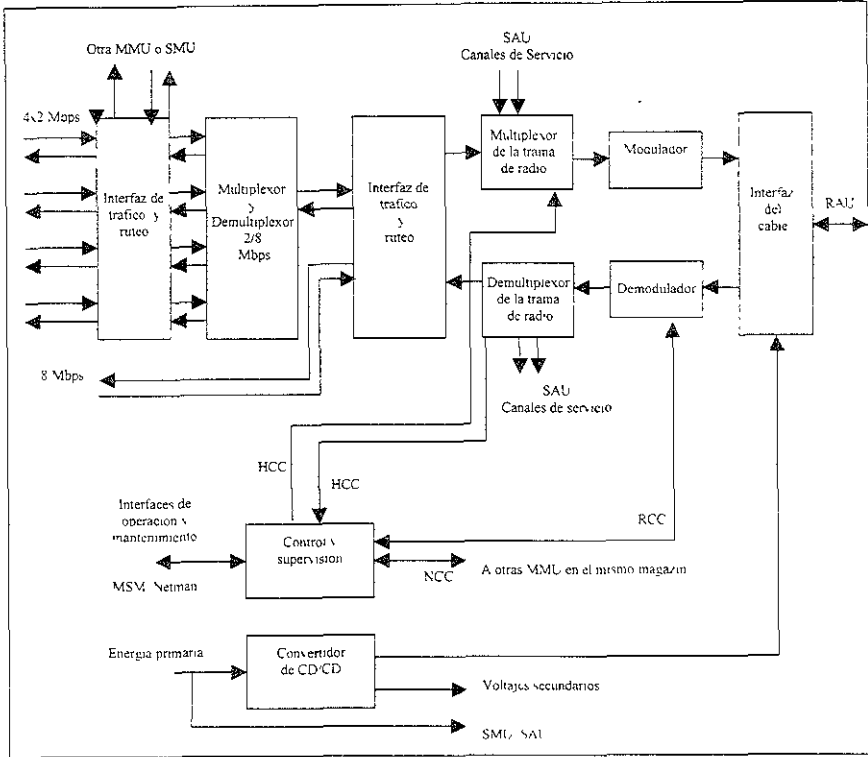 Otra MMU o SMU
SAU
Canales de Servicio
4x2 Mbps
Interfaz de
trafico y
ruteo
Multiplexor
y
Demultiplexor
2/8
Mbps
Interfaz de
trafico
y
ruteo
Multiplexor
de la trama
de radio
Modulador
Interfaz
del
cable
RAU
Demultiplexor
de la trama
de radio
Demodulador
8 Mbps
SAU
Canales de servicio
HCC
HCC
RCC
Interfaces de
operación y
mantenimiento
MSM Netman
Control y
supervision
NCC
A otras MMU en el mismo magazin
Energia primaria
Convertidor
de CD/CD
Voltajes secundarios
SMU SAU